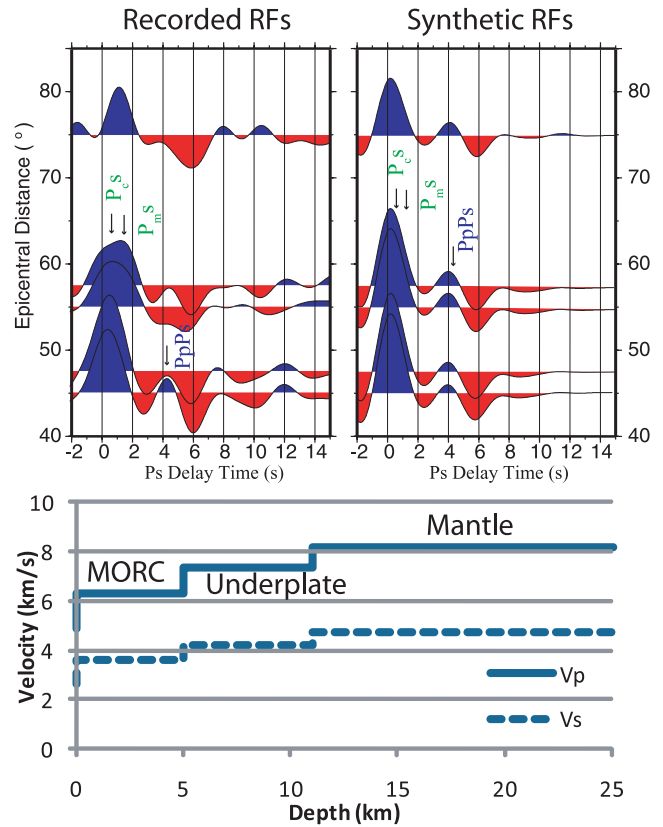 Recorded RFs
Synthetic RFs
Epicentral Distance ( ° )
80
70
60
50
40
80
70
60
50
40
PcS
PmS
PpPs
PcS
PmS
PpPs
-2 0 2 4 6 8 10 12 14
-2 0 2 4 6 8 10 12 14
Ps Delay Time (s)
Ps Delay Time (s)
Velocity (km/s)
10
8
6
4
2
0
MORC
Underplate
Mantle
Vp
Vs
0 5 10 15 20 25
Depth (km)